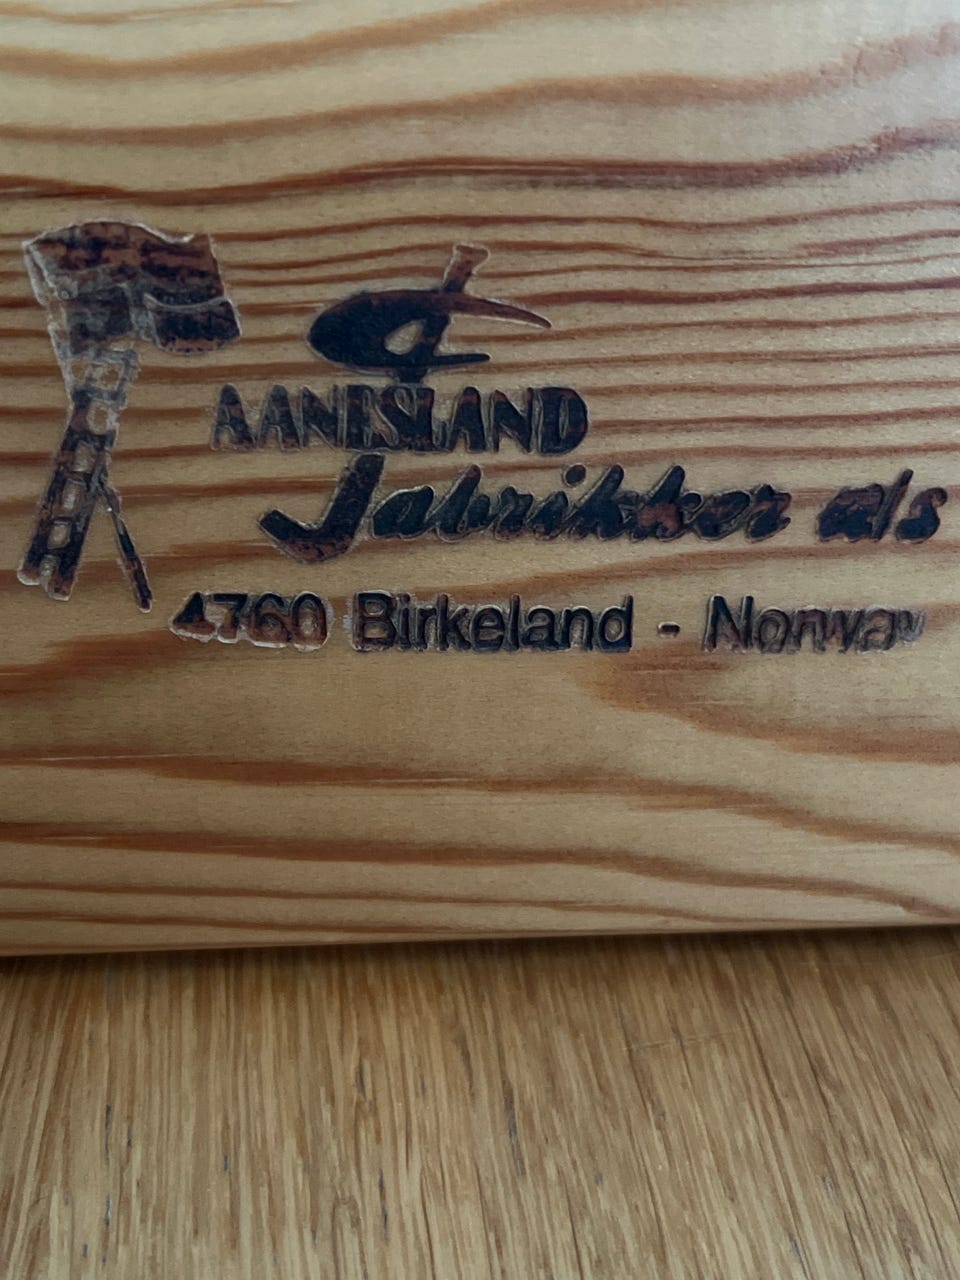 AANESLAND
Fabrikker a/s
4760 Birkeland - Norway